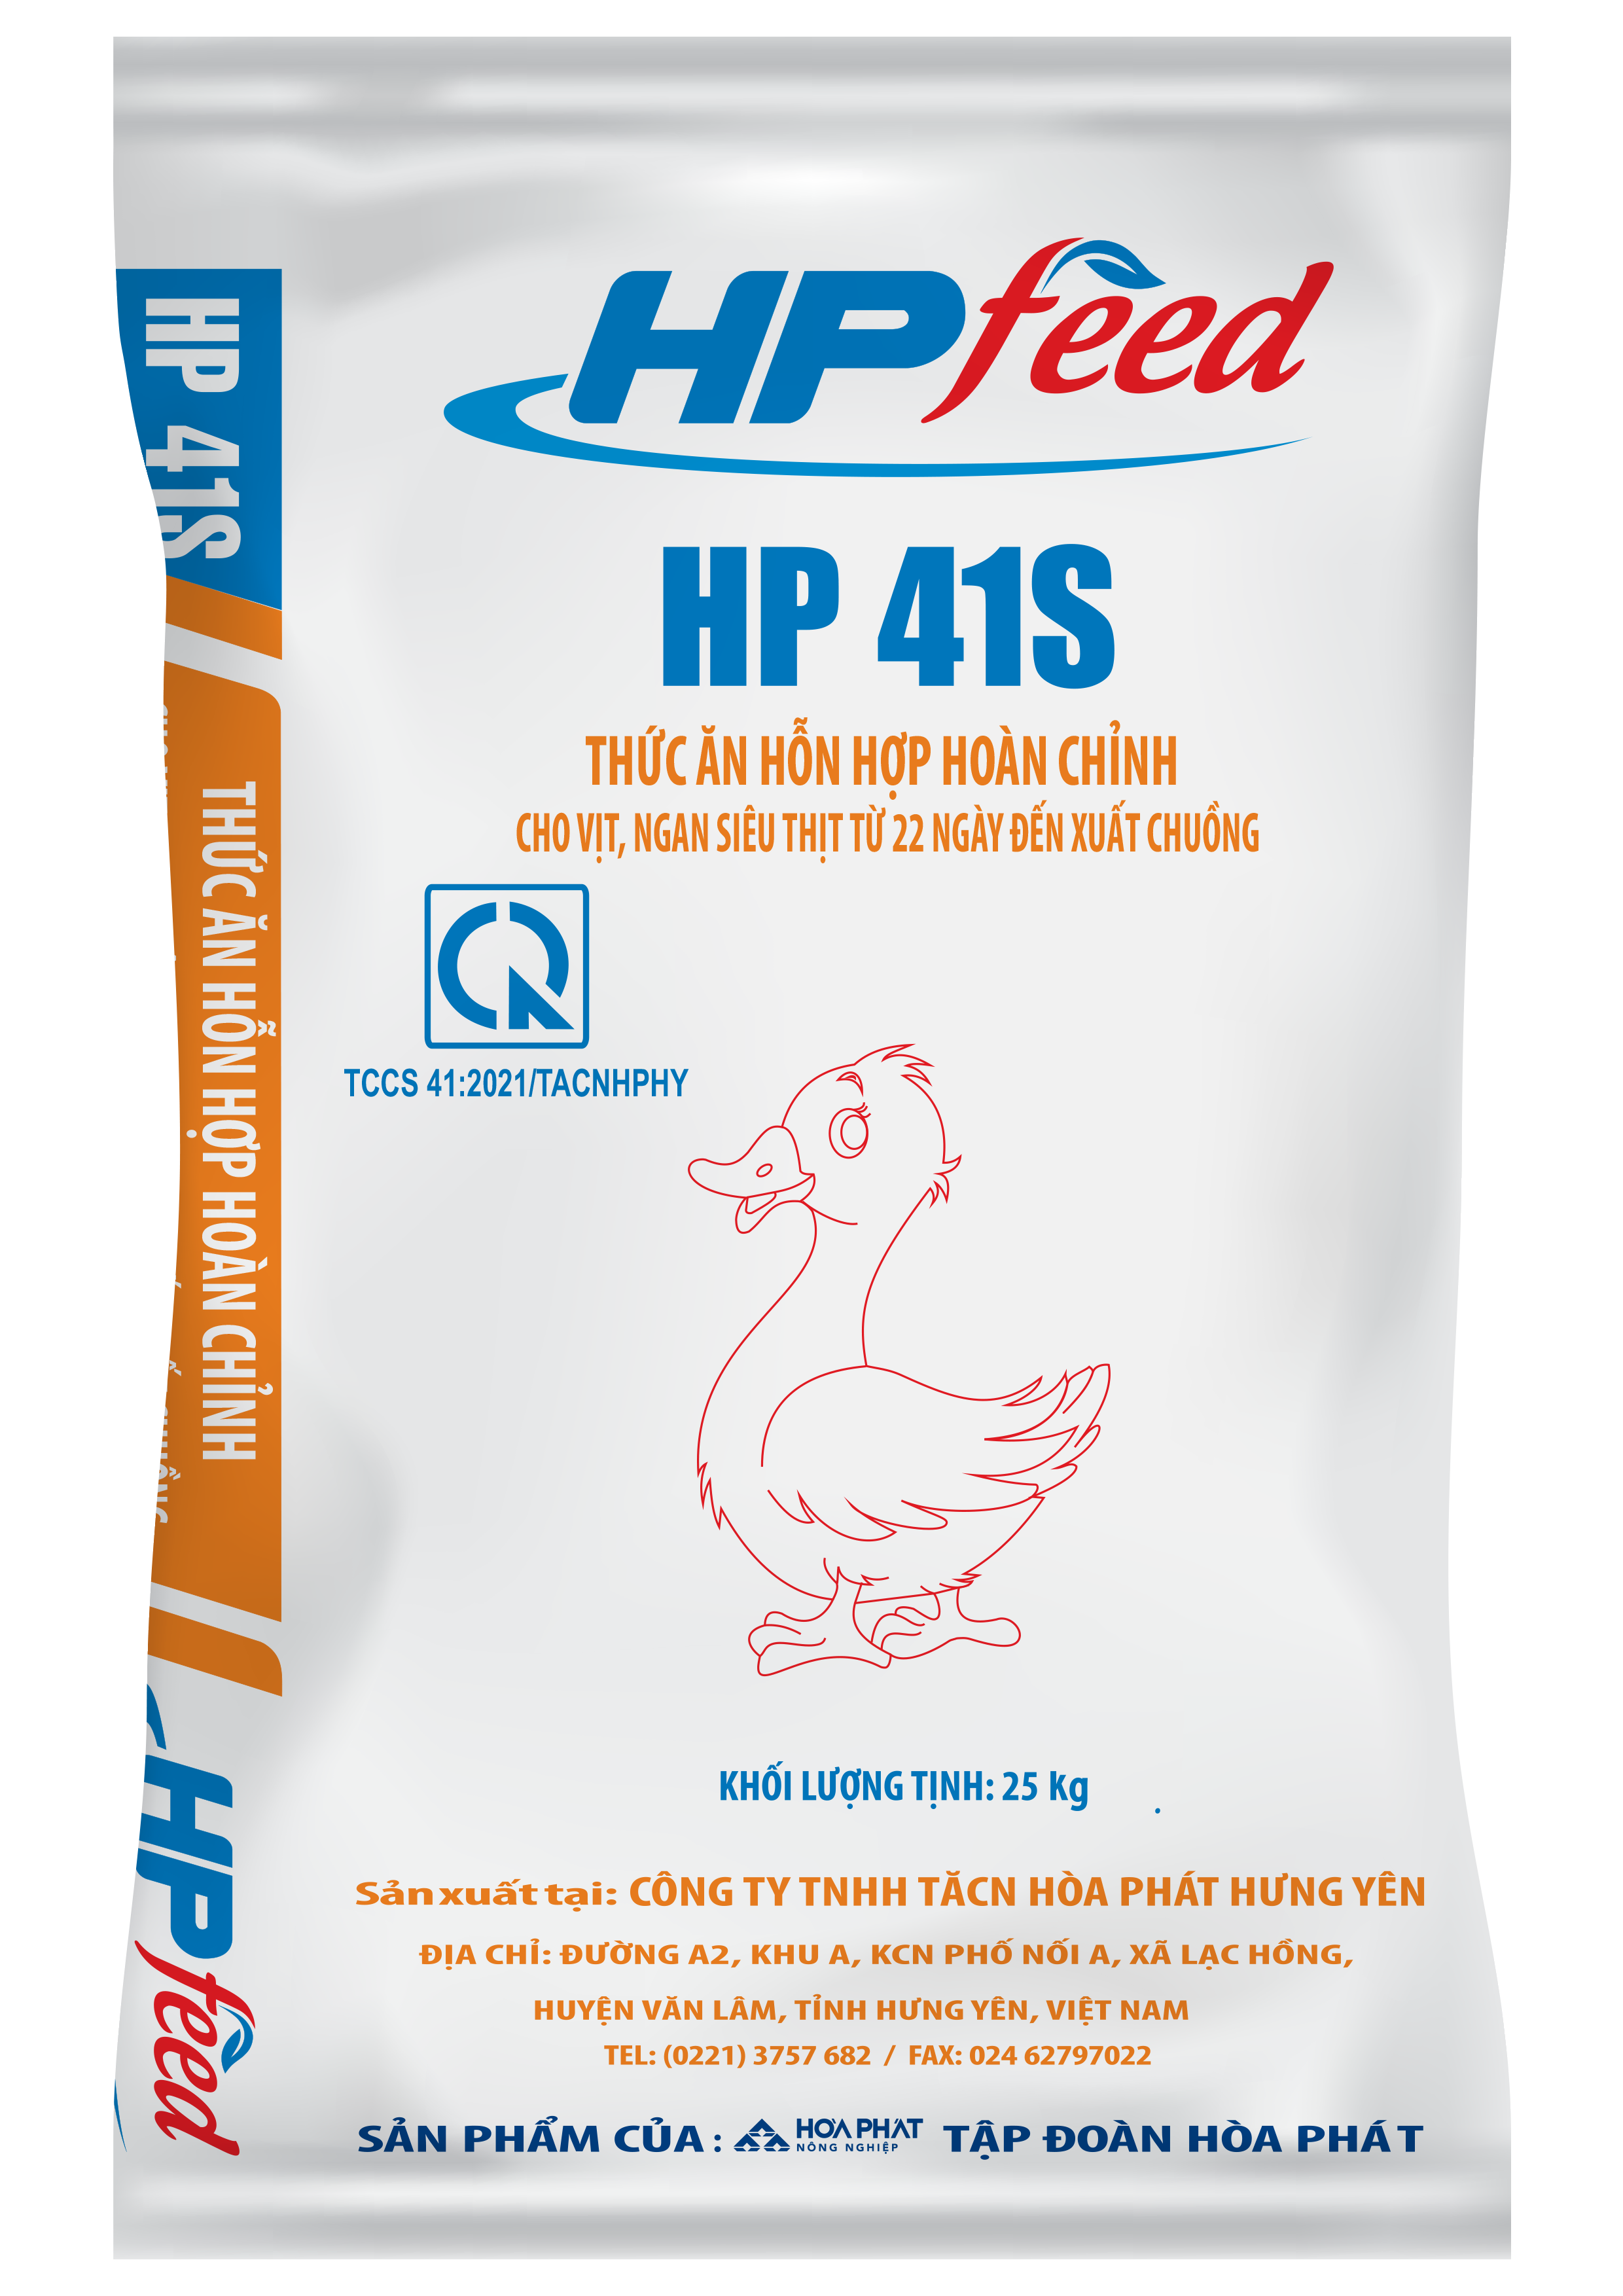 HPfeed
HP 41S
THỨC ĂN HỖN HỢP HOÀN CHỈNH
CHO VỊT, NGAN SIÊU THỊT TỪ 22 NGÀY ĐẾN XUẤT CHUỒNG
TCCS 41:2021/TACNHPHY
KHỐI LƯỢNG TỊNH: 25 kg
Sản xuất tại: CÔNG TY TNHH TĂCN HÒA PHÁT HƯNG YÊN
ĐỊA CHỈ: ĐƯỜNG A2, KHU A, KCN PHỐ NỐI A, XÃ LẠC HỒNG,
HUYỆN VĂN LÂM, TỈNH HƯNG YÊN, VIỆT NAM
TEL: (0221) 3757 682 / FAX: 024 62797022
SẢN PHẨM CỦA : HÒA PHÁT NÔNG NGHIỆP TẬP ĐOÀN HÒA PHÁT
HP 41S
THỨC ĂN HỖN HỢP HOÀN CHỈNH
HPfeed